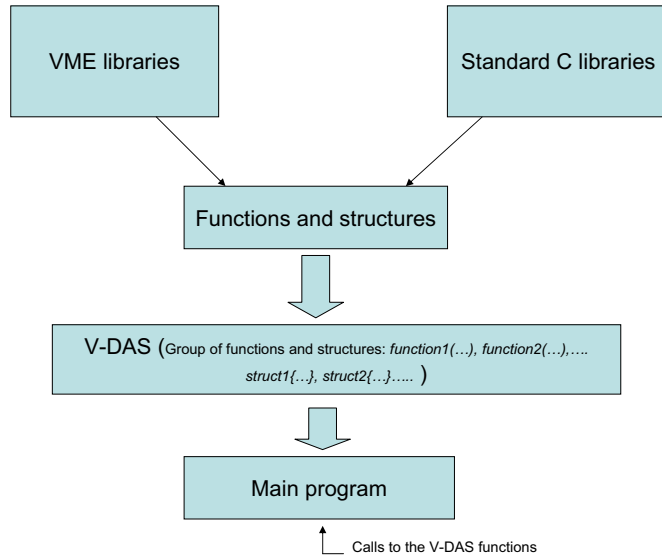 VME libraries
Standard C libraries
Functions and structures
V-DAS (Group of functions and structures: function1(…), function2(…),….
struct1{…}, struct2{…}….. )
Main program
Calls to the V-DAS functions